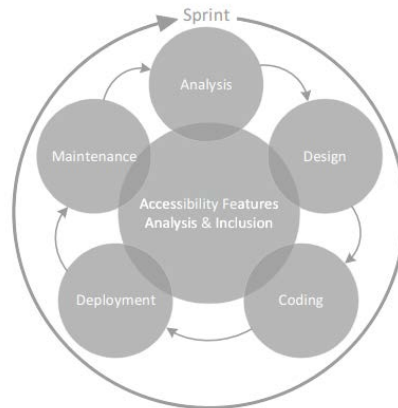 Sprint
Analysis
Maintenance
Design
Accessibility Features
Analysis & Inclusion
Deployment
Coding